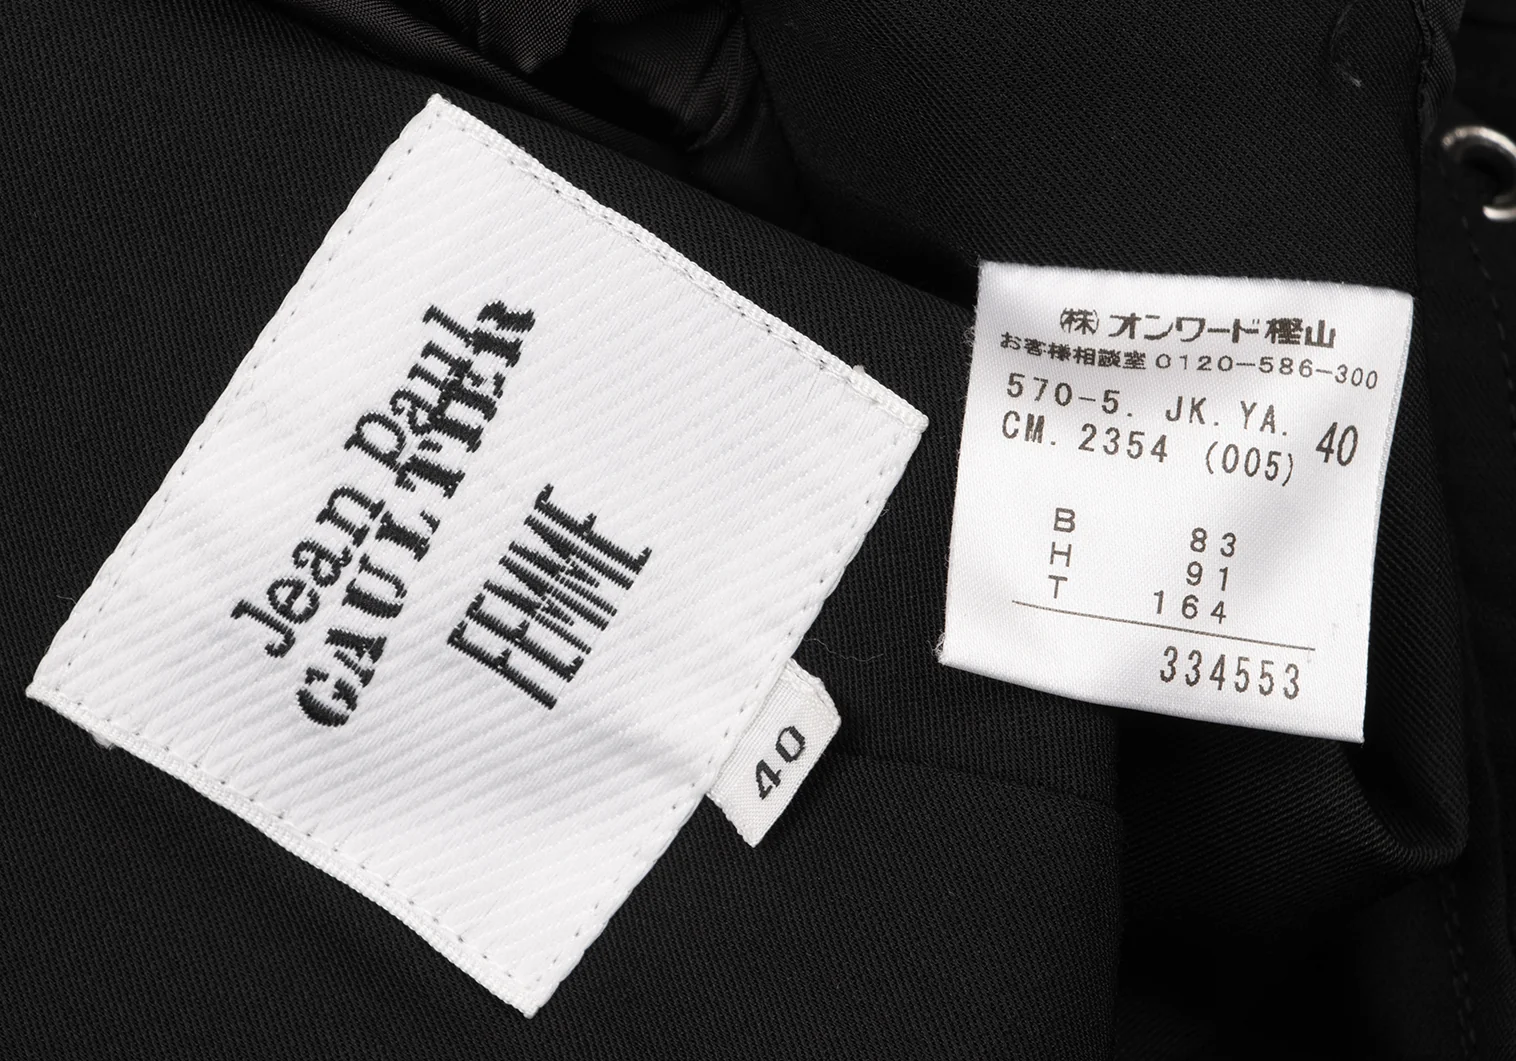 Jean Paul
GAULTIER
FEMME
40
㈱オンワード樫山
お客様相談室 0120-586-300
570-5. JK. YA. 40
CM. 2354 (005)
B 83
H 91
T 164
334553